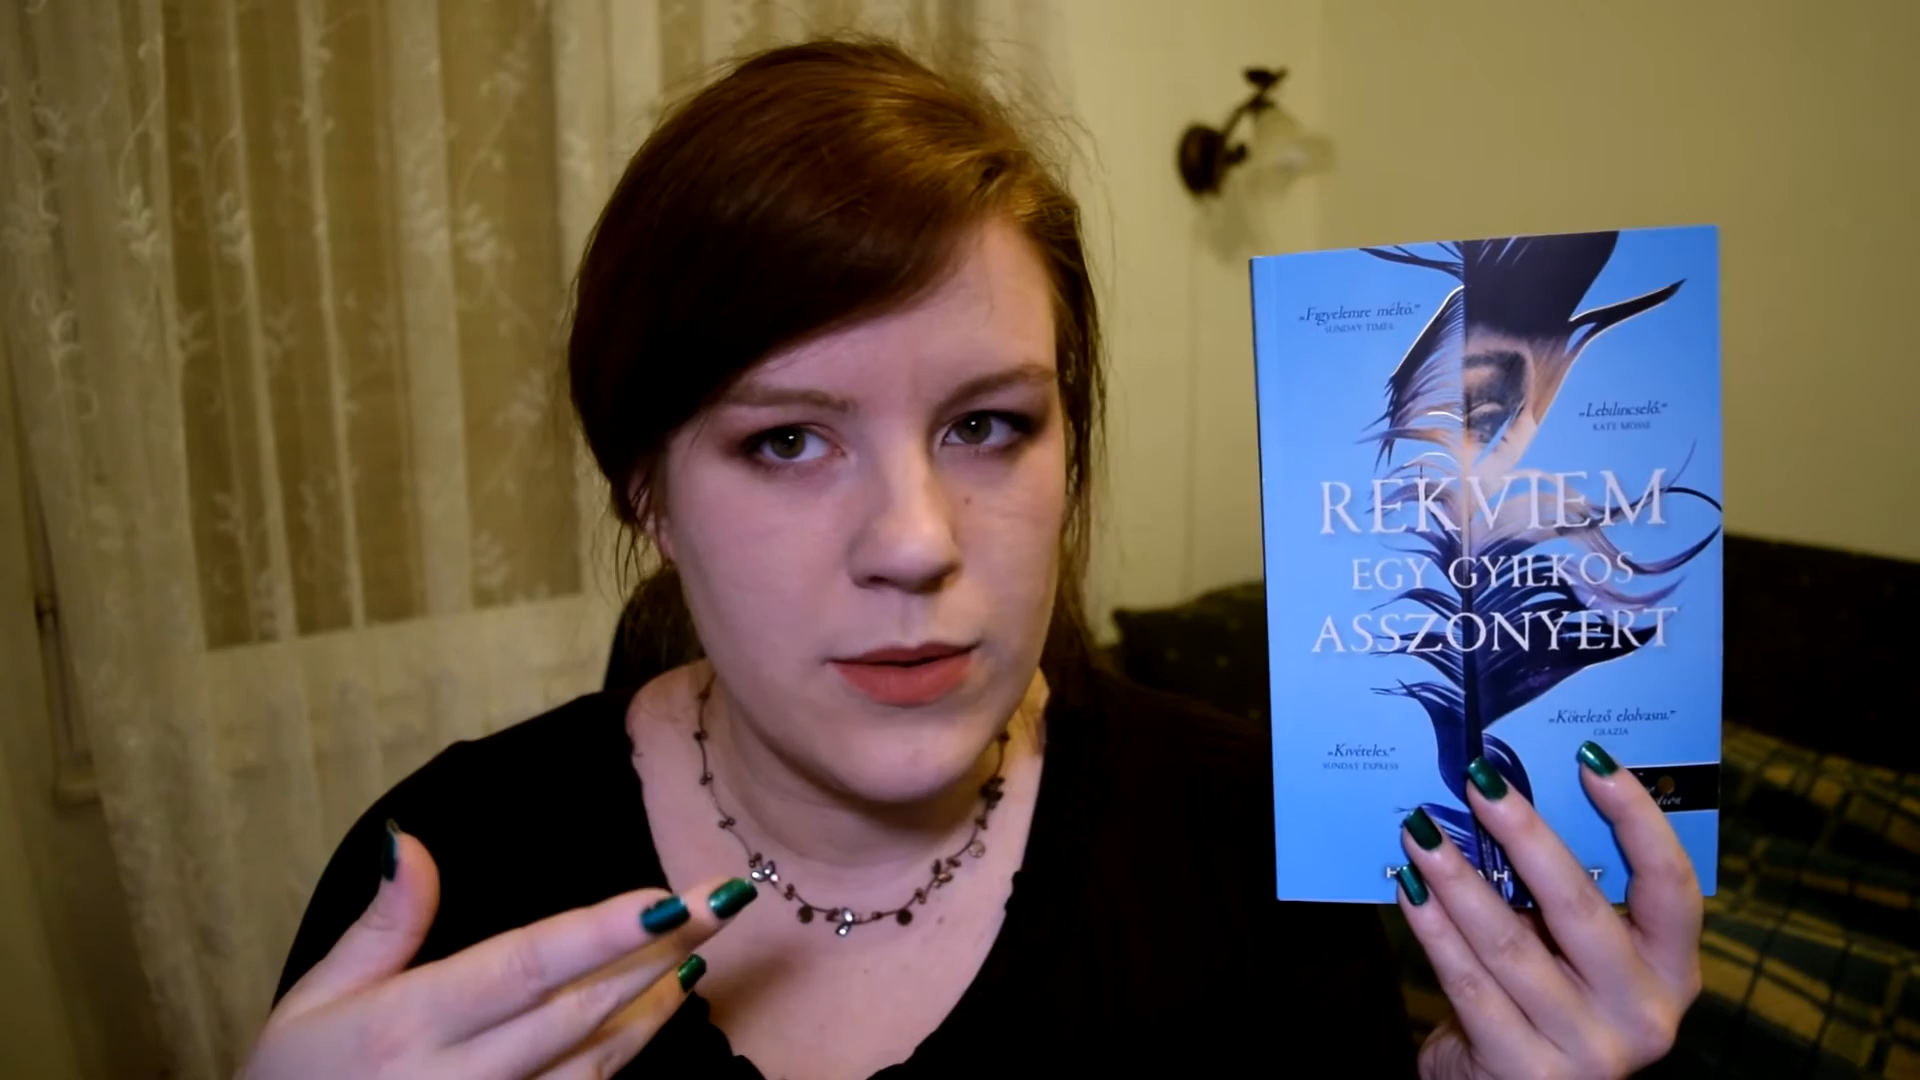 „Figyelemre méltó.”
SUNDAY TIMES
„Lebilincselő.”
KATE MOSSE
REKVIEM
EGY GYILKOS
ASSZONYÉRT
„Kötelező elolvasni.”
GRAZIA
„Kivételes.”
SUNDAY EXPRESS